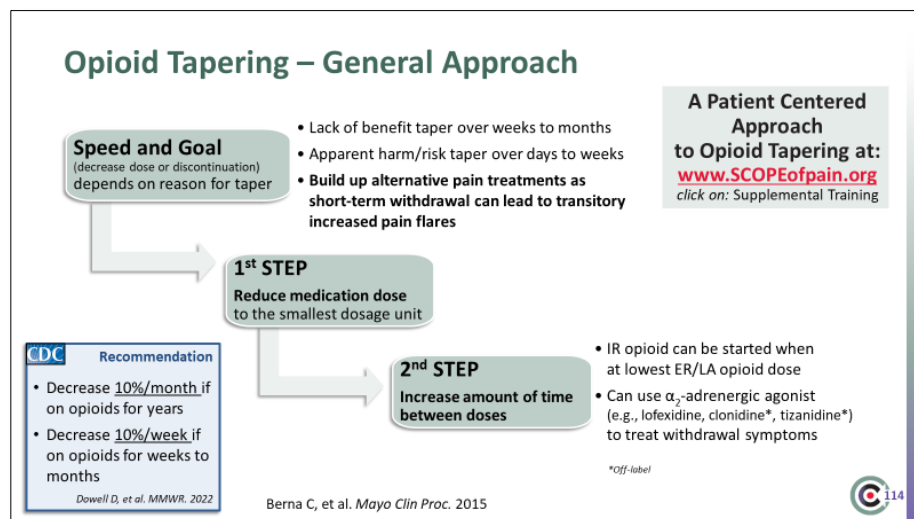 Opioid Tapering – General Approach
Speed and Goal
(decrease dose or discontinuation)
depends on reason for taper
• Lack of benefit taper over weeks to months
• Apparent harm/risk taper over days to weeks
• Build up alternative pain treatments as
short-term withdrawal can lead to transitory
increased pain flares
A Patient Centered
Approach
to Opioid Tapering at:
www.SCOPEofpain.org
click on: Supplemental Training
1st STEP
Reduce medication dose
to the smallest dosage unit
2nd STEP
Increase amount of time
between doses
• IR opioid can be started when
at lowest ER/LA opioid dose
• Can use α2-adrenergic agonist
(e.g., lofexidine, clonidine*, tizanidine*)
to treat withdrawal symptoms
*Off-label
CDC Recommendation
• Decrease 10%/month if
on opioids for years
• Decrease 10%/week if
on opioids for weeks to
months
Dowell D, et al. MMWR. 2022
Berna C, et al. Mayo Clin Proc. 2015
114